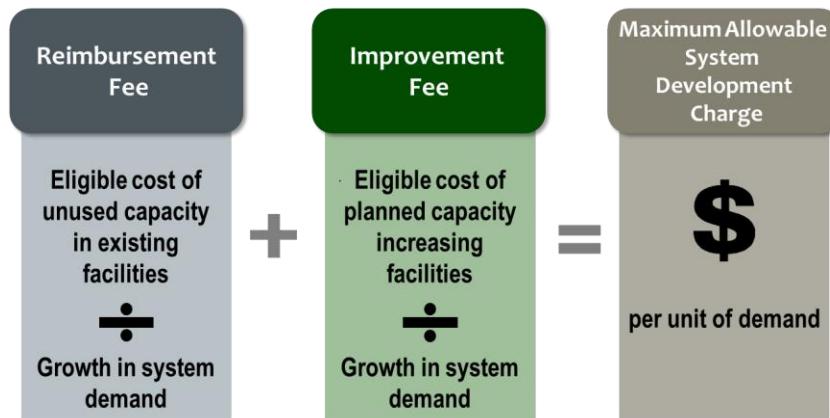 Reimbursement
Fee
Eligible cost of
unused capacity
in existing
facilities
÷
Growth in system
demand
+
Improvement
Fee
Eligible cost of
planned capacity
increasing
facilities
÷
Growth in system
demand
=
Maximum Allowable
System
Development
Charge
$
per unit of demand